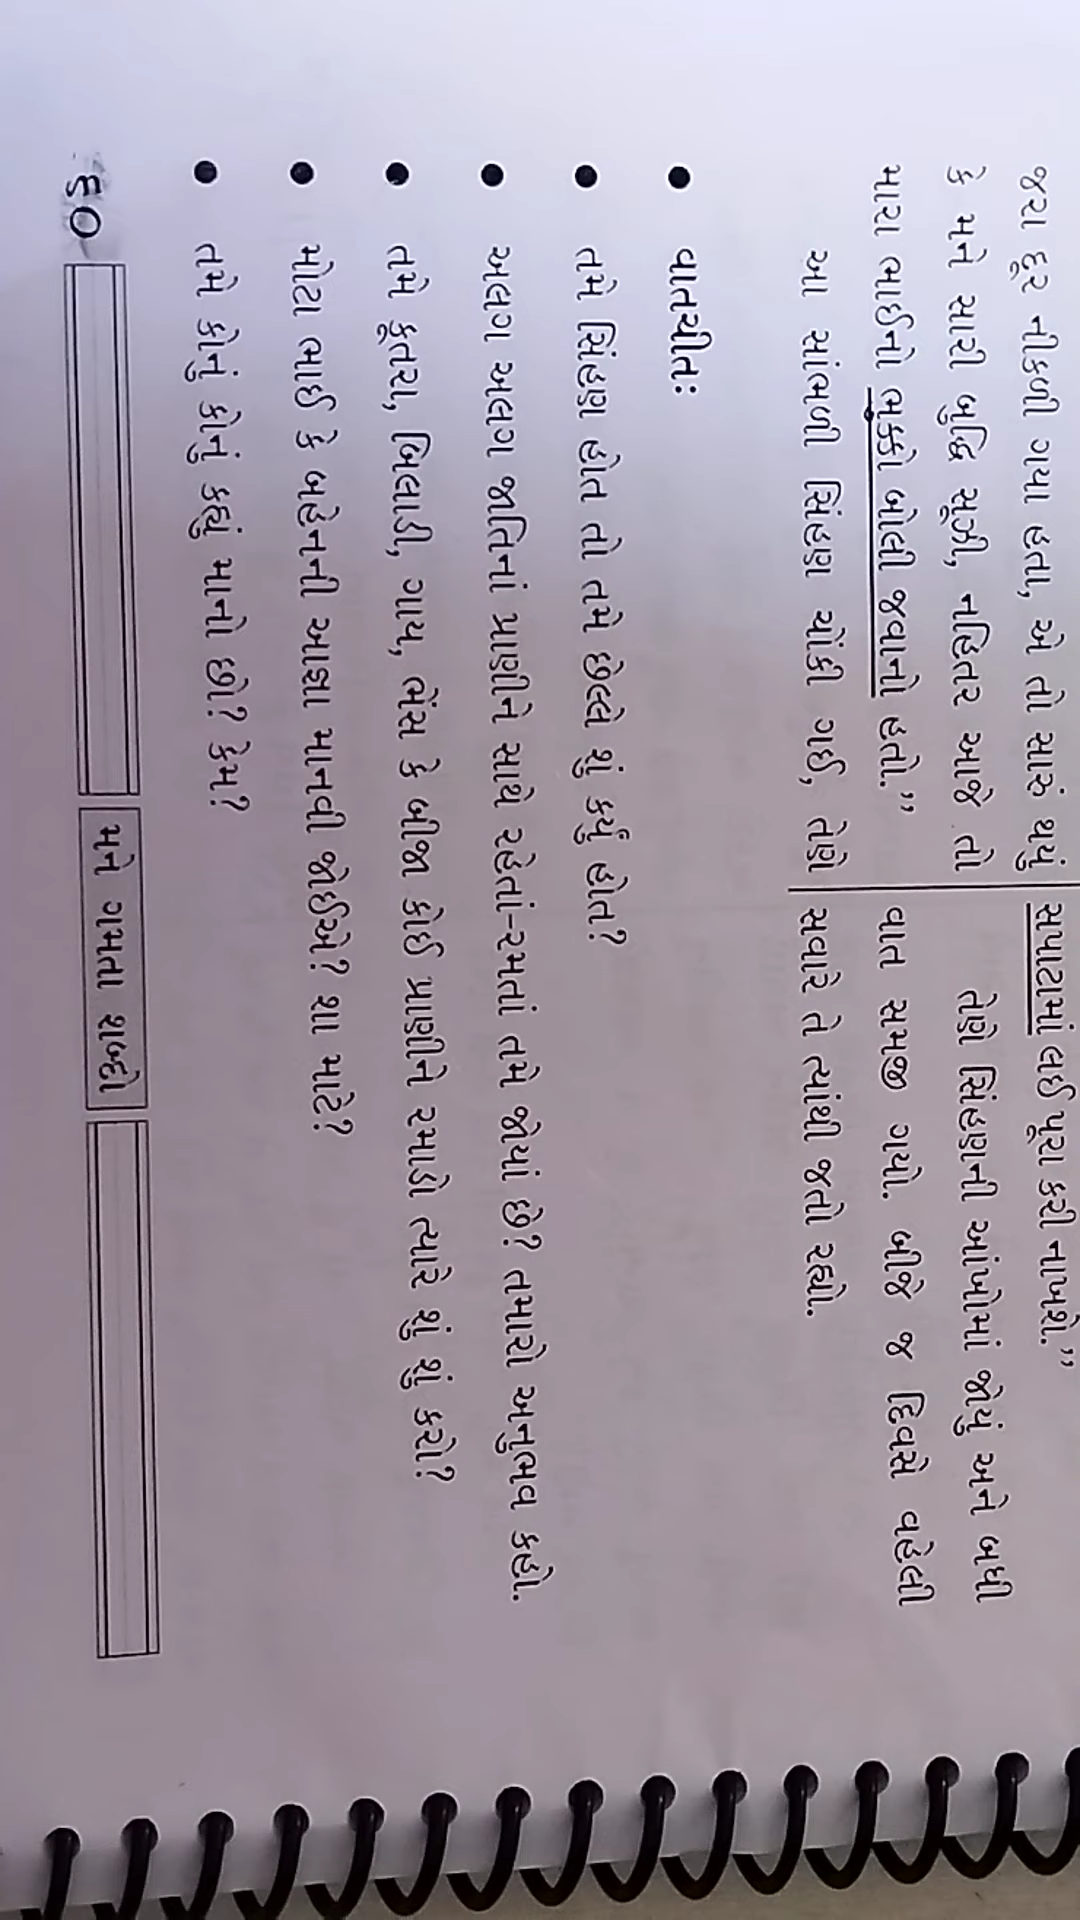 જરા દૂર નીકળી ગયા હતા, એ તો સારું થયું
કે મને સારી બુદ્ધિ સૂઝી, નહિતર આજે તો
મારા ભાઈનો ભુક્કો બોલી જવાનો હતો.”
આ સાંભળી સિંહણ ચોંકી ગઈ, તેણે
સપાટામાં લઈ પૂરા કરી નાખશે.”
તેણે સિંહણની આંખોમાં જોયું અને બધી
વાત સમજી ગયો. બીજે જ દિવસે વહેલી
સવારે તે ત્યાંથી જતો રહ્યો.
● વાતચીત:
● તમે સિંહણ હોત તો તમે છેલ્લે શું કર્યું હોત?
● અલગ અલગ જાતિનાં પ્રાણીને સાથે રહેતાં-રમતાં તમે જોયાં છે? તમારો અનુભવ કહો.
● તમે કૂતરા, બિલાડી, ગાય, ભેંસ કે બીજા કોઈ પ્રાણીને રમાડો ત્યારે શું શું કરો?
● મોટા ભાઈ કે બહેનની આજ્ઞા માનવી જોઈએ? શા માટે?
● તમે કોનું કોનું કહ્યું માનો છો? કેમ?
૬૦
મને ગમતા શબ્દો